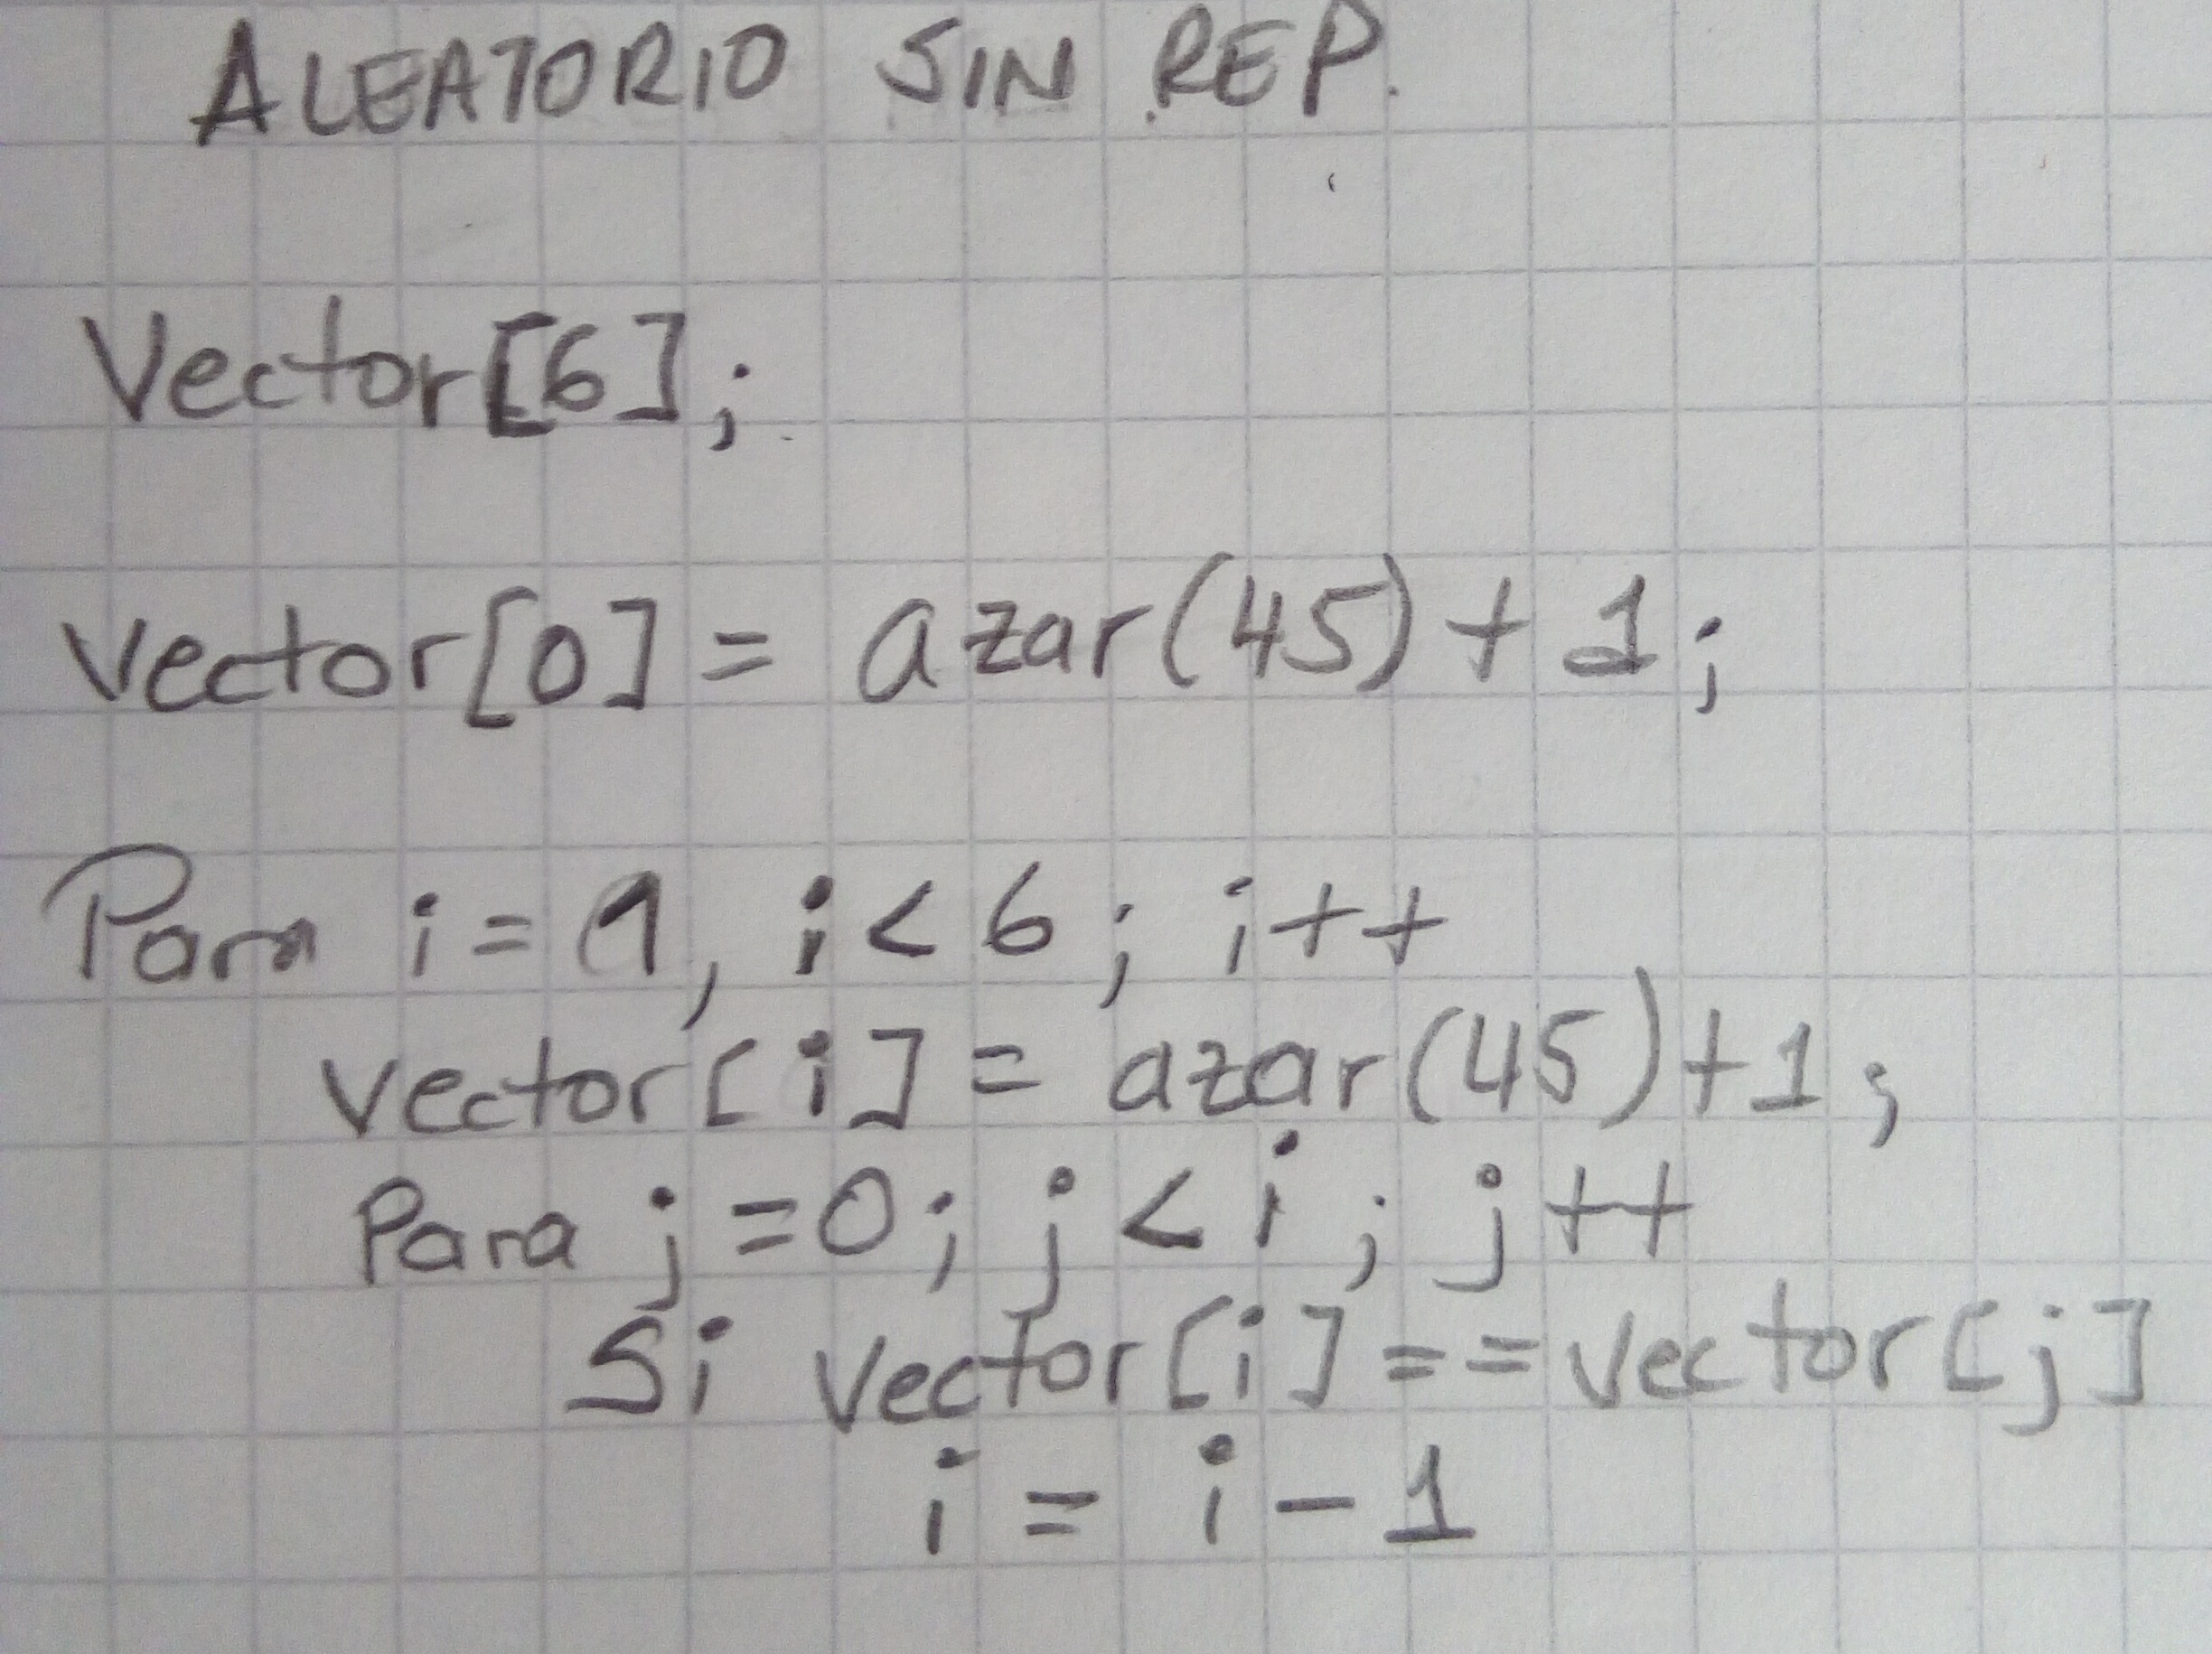 ALEATORIO SIN REP.
Vector[6];
Vector[0] = azar(45) + 1;
Para i = 1, i < 6; i++
vector[i] = azar(45)+1;
Para j = 0; j < i; j++
Si vector[i] == vector[j]
i = i - 1